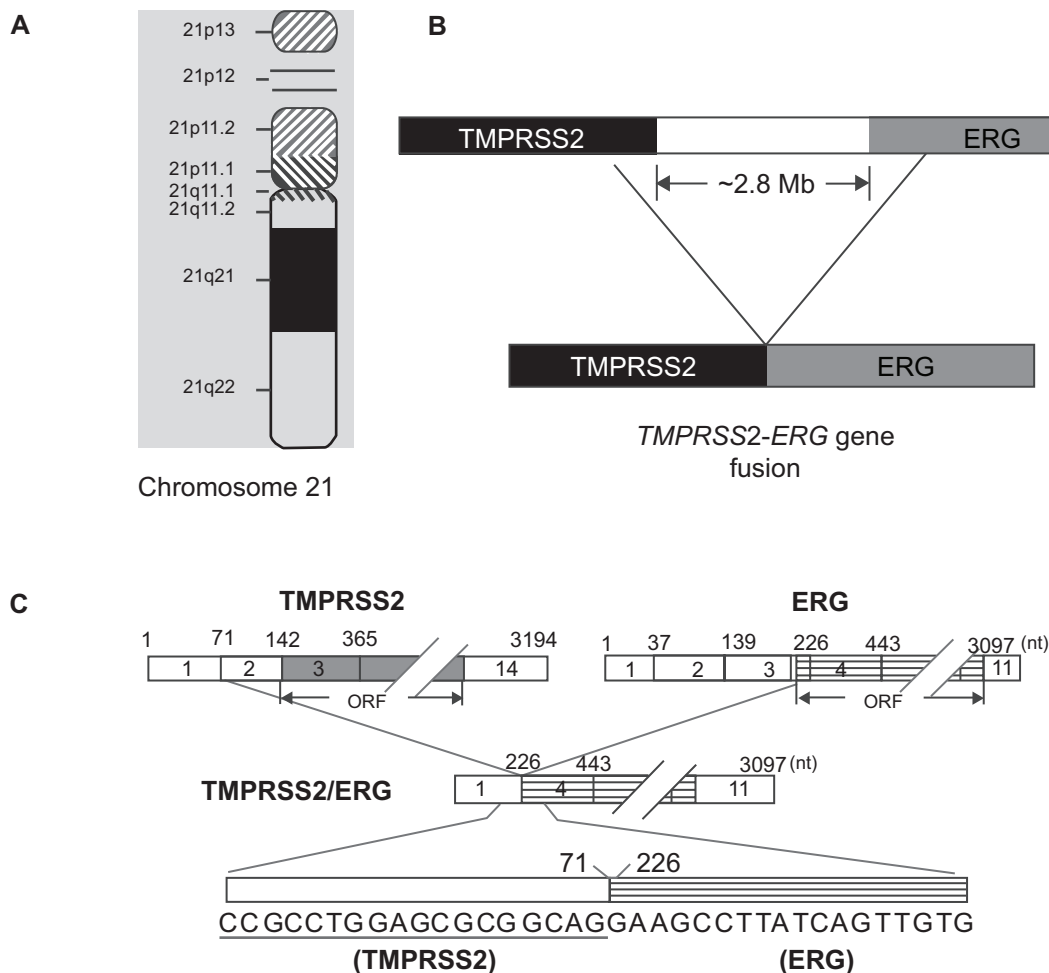 A
21p13
21p12
21p11.2
21p11.1
21q11.1
21q11.2
21q21
21q22
Chromosome 21
B
TMPRSS2 ERG
~2.8 Mb
TMPRSS2 ERG
TMPRSS2-ERG gene
fusion
C
TMPRSS2
1 71 142 365 3194
1 2 3 14
ORF
ERG
1 37 139 226 443 3097 (nt)
1 2 3 4 11
ORF
TMPRSS2/ERG
226 443 3097 (nt)
1 4 11
71 226
CCGCCTGGAGCGCGGCAGGAAGCCTTATCAGTTGTG
(TMPRSS2) (ERG)